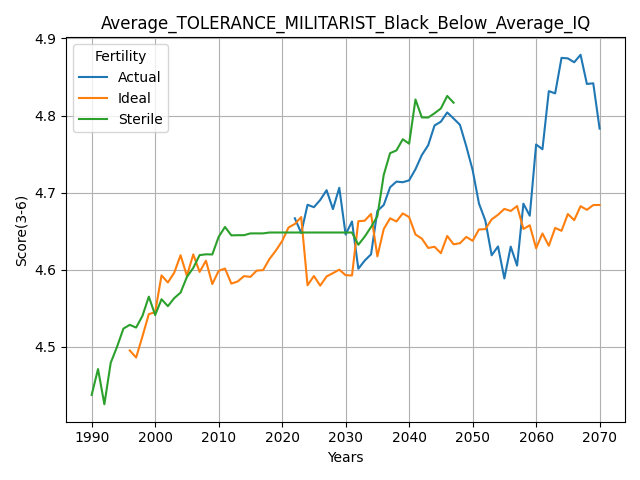 Average_TOLERANCE_MILITARIST_Black_Below_Average_IQ
Fertility
Actual
Ideal
Sterile
Score(3-6)
4.9
4.8
4.7
4.6
4.5
1990 2000 2010 2020 2030 2040 2050 2060 2070
Years